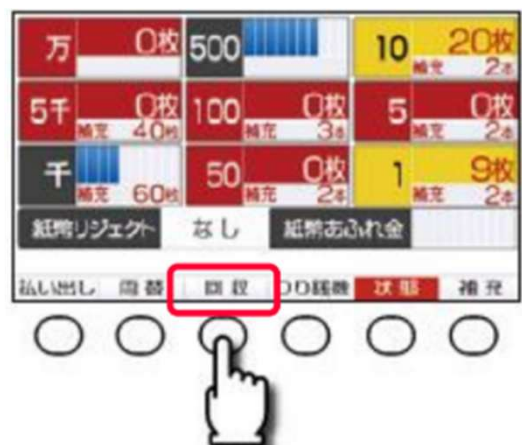 万 0枚 500 10 20枚
補充 2本
5千 0枚 100 0枚 5 0枚
補充 40枚 補充 3本 補充 2本
千 50 0枚 1 9枚
補充 60枚 補充 2本 補充 2本
紙幣リジェクト なし 紙幣あふれ金
払い出し 両替 回収 つり銭機 状態 補充